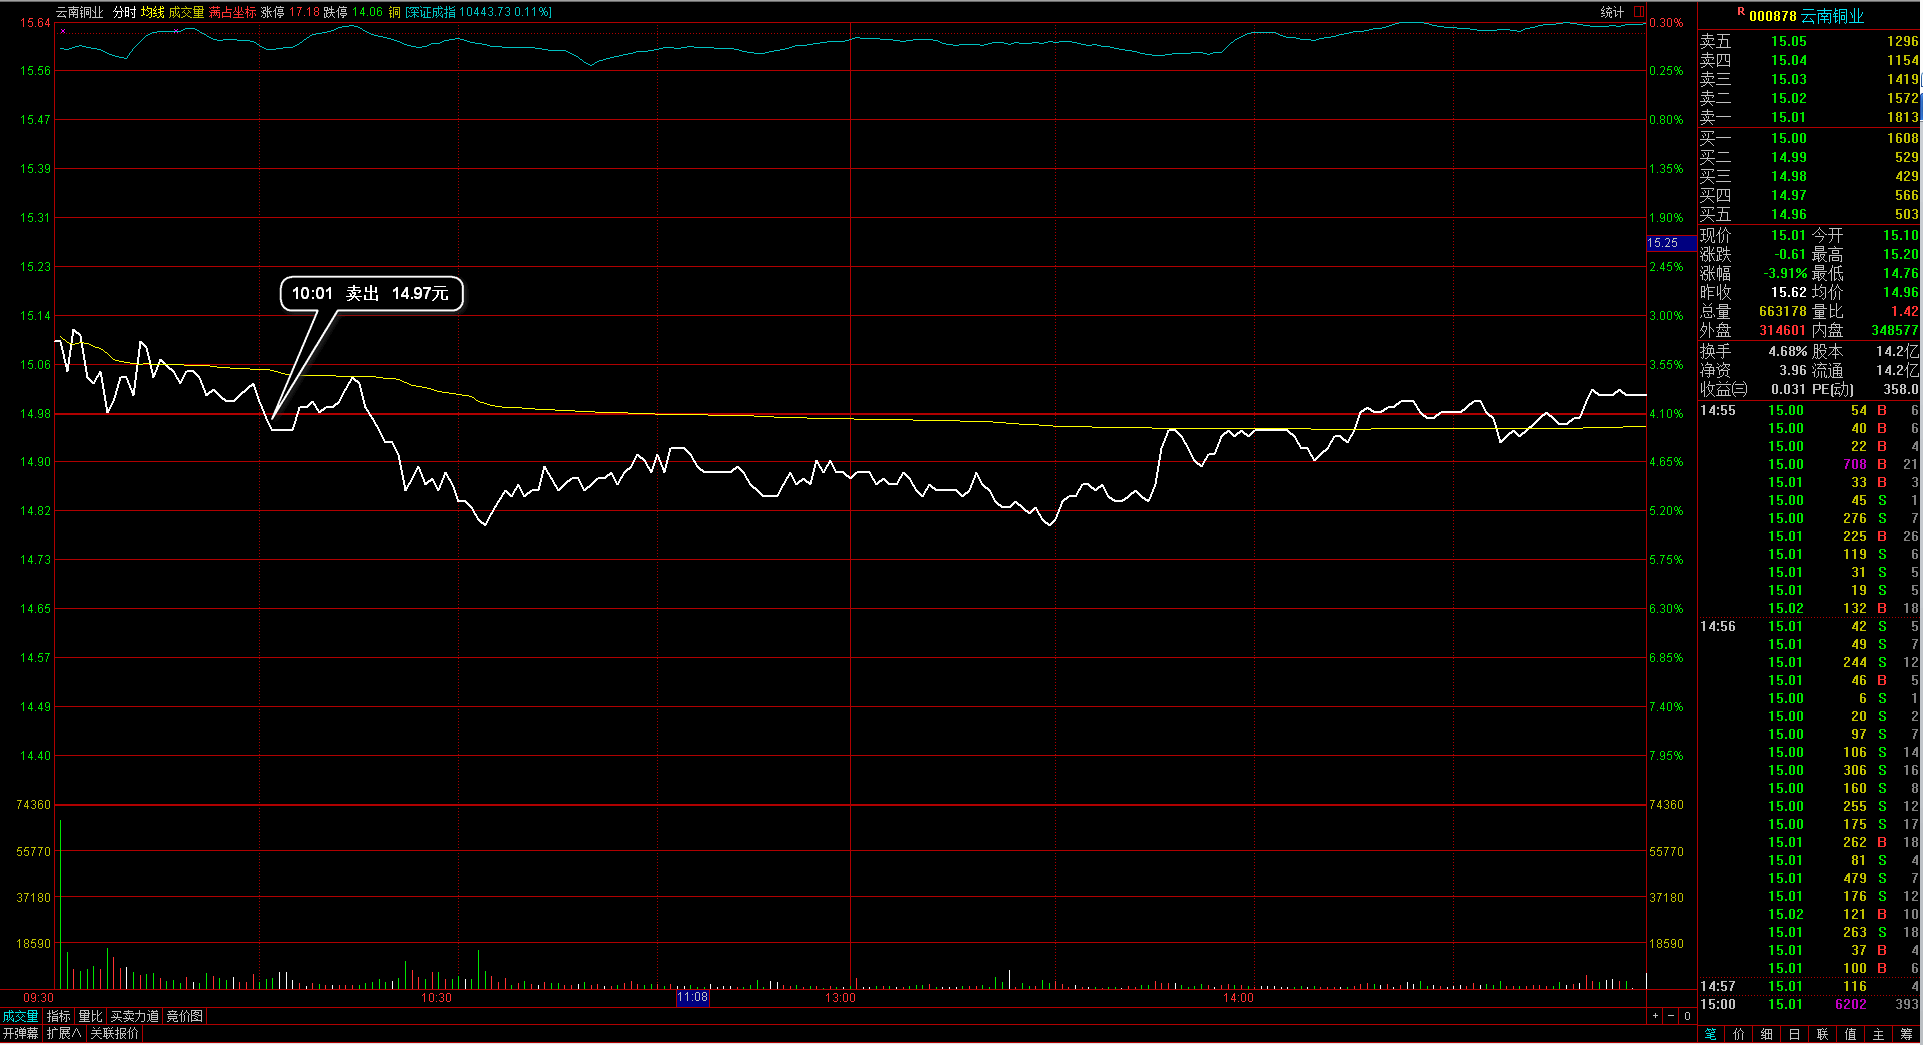 云南铜业 分时 均线 成交量 满占坐标 涨停 17.18 跌停 14.06 铜 [深证成指 10443.73 0.11%]
统计
15.64
15.56
15.47
15.39
15.31
15.23
15.14
15.06
14.98
14.90
14.82
14.73
14.65
14.57
14.49
14.40
74360
55770
37180
18590
10:01 卖出 14.97元
0.30%
0.25%
0.80%
1.35%
1.90%
15.25
2.45%
3.00%
3.55%
4.10%
4.65%
5.20%
5.75%
6.30%
6.85%
7.40%
7.95%
74360
55770
37180
18590
09:30 10:30 11:08 13:00 14:00
成交量 指标 量比 买卖力道 竞价图
+ - 0
开弹幕 扩展∧ 关联报价
R 000878 云南铜业
卖五 15.05 1296
卖四 15.04 1154
卖三 15.03 1419
卖二 15.02 1572
卖一 15.01 1813
买一 15.00 1608
买二 14.99 529
买三 14.98 429
买四 14.97 566
买五 14.96 503
现价 15.01 今开 15.10
涨跌 -0.61 最高 15.20
涨幅 -3.91% 最低 14.76
昨收 15.62 均价 14.96
总量 663178 量比 1.42
外盘 314601 内盘 348577
换手 4.68% 股本 14.2亿
净资 3.96 流通 14.2亿
收益㈢ 0.031 PE(动) 358.0
14:55 15.00 54 B 6
15.00 40 B 6
15.00 22 B 4
15.00 708 B 21
15.01 33 B 3
15.00 45 S 1
15.00 276 S 7
15.01 225 B 26
15.01 119 S 6
15.01 31 S 5
15.01 19 S 5
15.02 132 B 18
14:56 15.01 42 S 5
15.01 49 S 7
15.01 244 S 12
15.01 46 B 5
15.00 6 S 1
15.00 20 S 2
15.00 97 S 7
15.00 106 S 14
15.00 306 S 16
15.00 160 S 8
15.00 255 S 12
15.00 175 S 17
15.01 262 B 18
15.01 81 S 4
15.01 479 S 7
15.01 176 S 12
15.02 121 B 10
15.01 263 S 18
15.01 37 B 4
15.01 100 B 6
14:57 15.01 116 4
15:00 15.01 6202 393
笔 价 细 日 联 值 主 筹